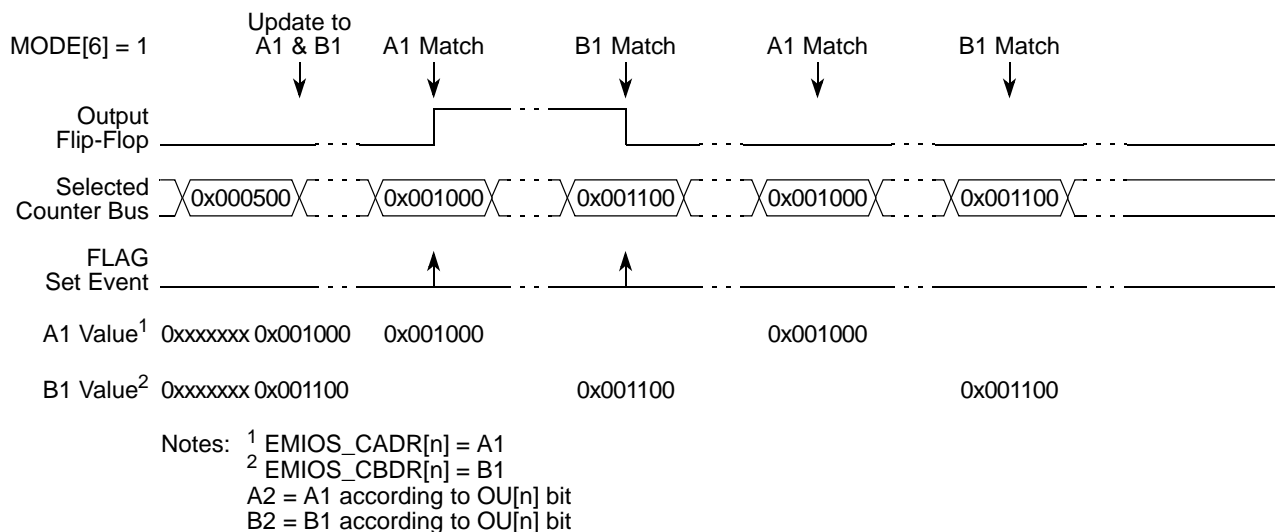 Update to
MODE[6] = 1 A1 & B1 A1 Match B1 Match A1 Match B1 Match
Output
Flip-Flop
Selected
Counter Bus
0x000500 0x001000 0x001100 0x001000 0x001100
FLAG
Set Event
A1 Value1 0xxxxxxx 0x001000 0x001000 0x001000
B1 Value2 0xxxxxxx 0x001100 0x001100 0x001100
Notes: 1 EMIOS_CADR[n] = A1
2 EMIOS_CBDR[n] = B1
A2 = A1 according to OU[n] bit
B2 = B1 according to OU[n] bit